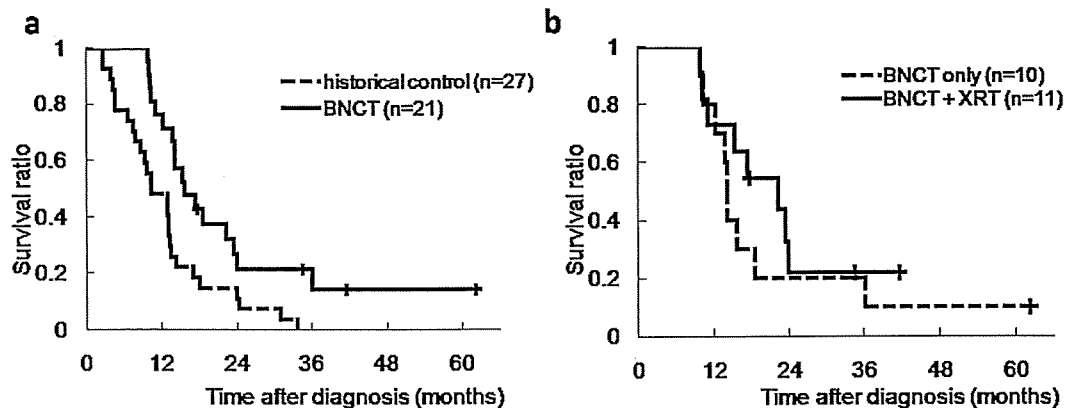 a
1
0.8
0.6
0.4
0.2
0
Survival ratio
historical control (n=27)
BNCT (n=21)
0 12 24 36 48 60
Time after diagnosis (months)
b
1
0.8
0.6
0.4
0.2
0
Survival ratio
BNCT only (n=10)
BNCT + XRT (n=11)
0 12 24 36 48 60
Time after diagnosis (months)